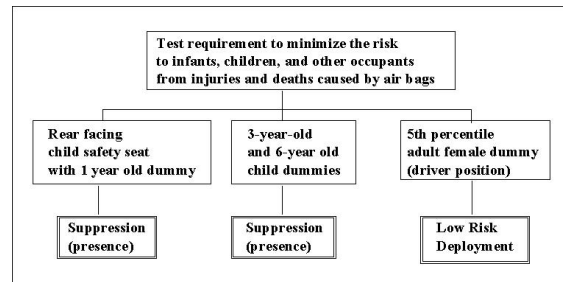 Test requirement to minimize the risk
to infants, children, and other occupants
from injuries and deaths caused by air bags
Rear facing
child safety seat
with 1 year old dummy
3-year-old
and 6-year old
child dummies
5th percentile
adult female dummy
(driver position)
Suppression
(presence)
Suppression
(presence)
Low Risk
Deployment